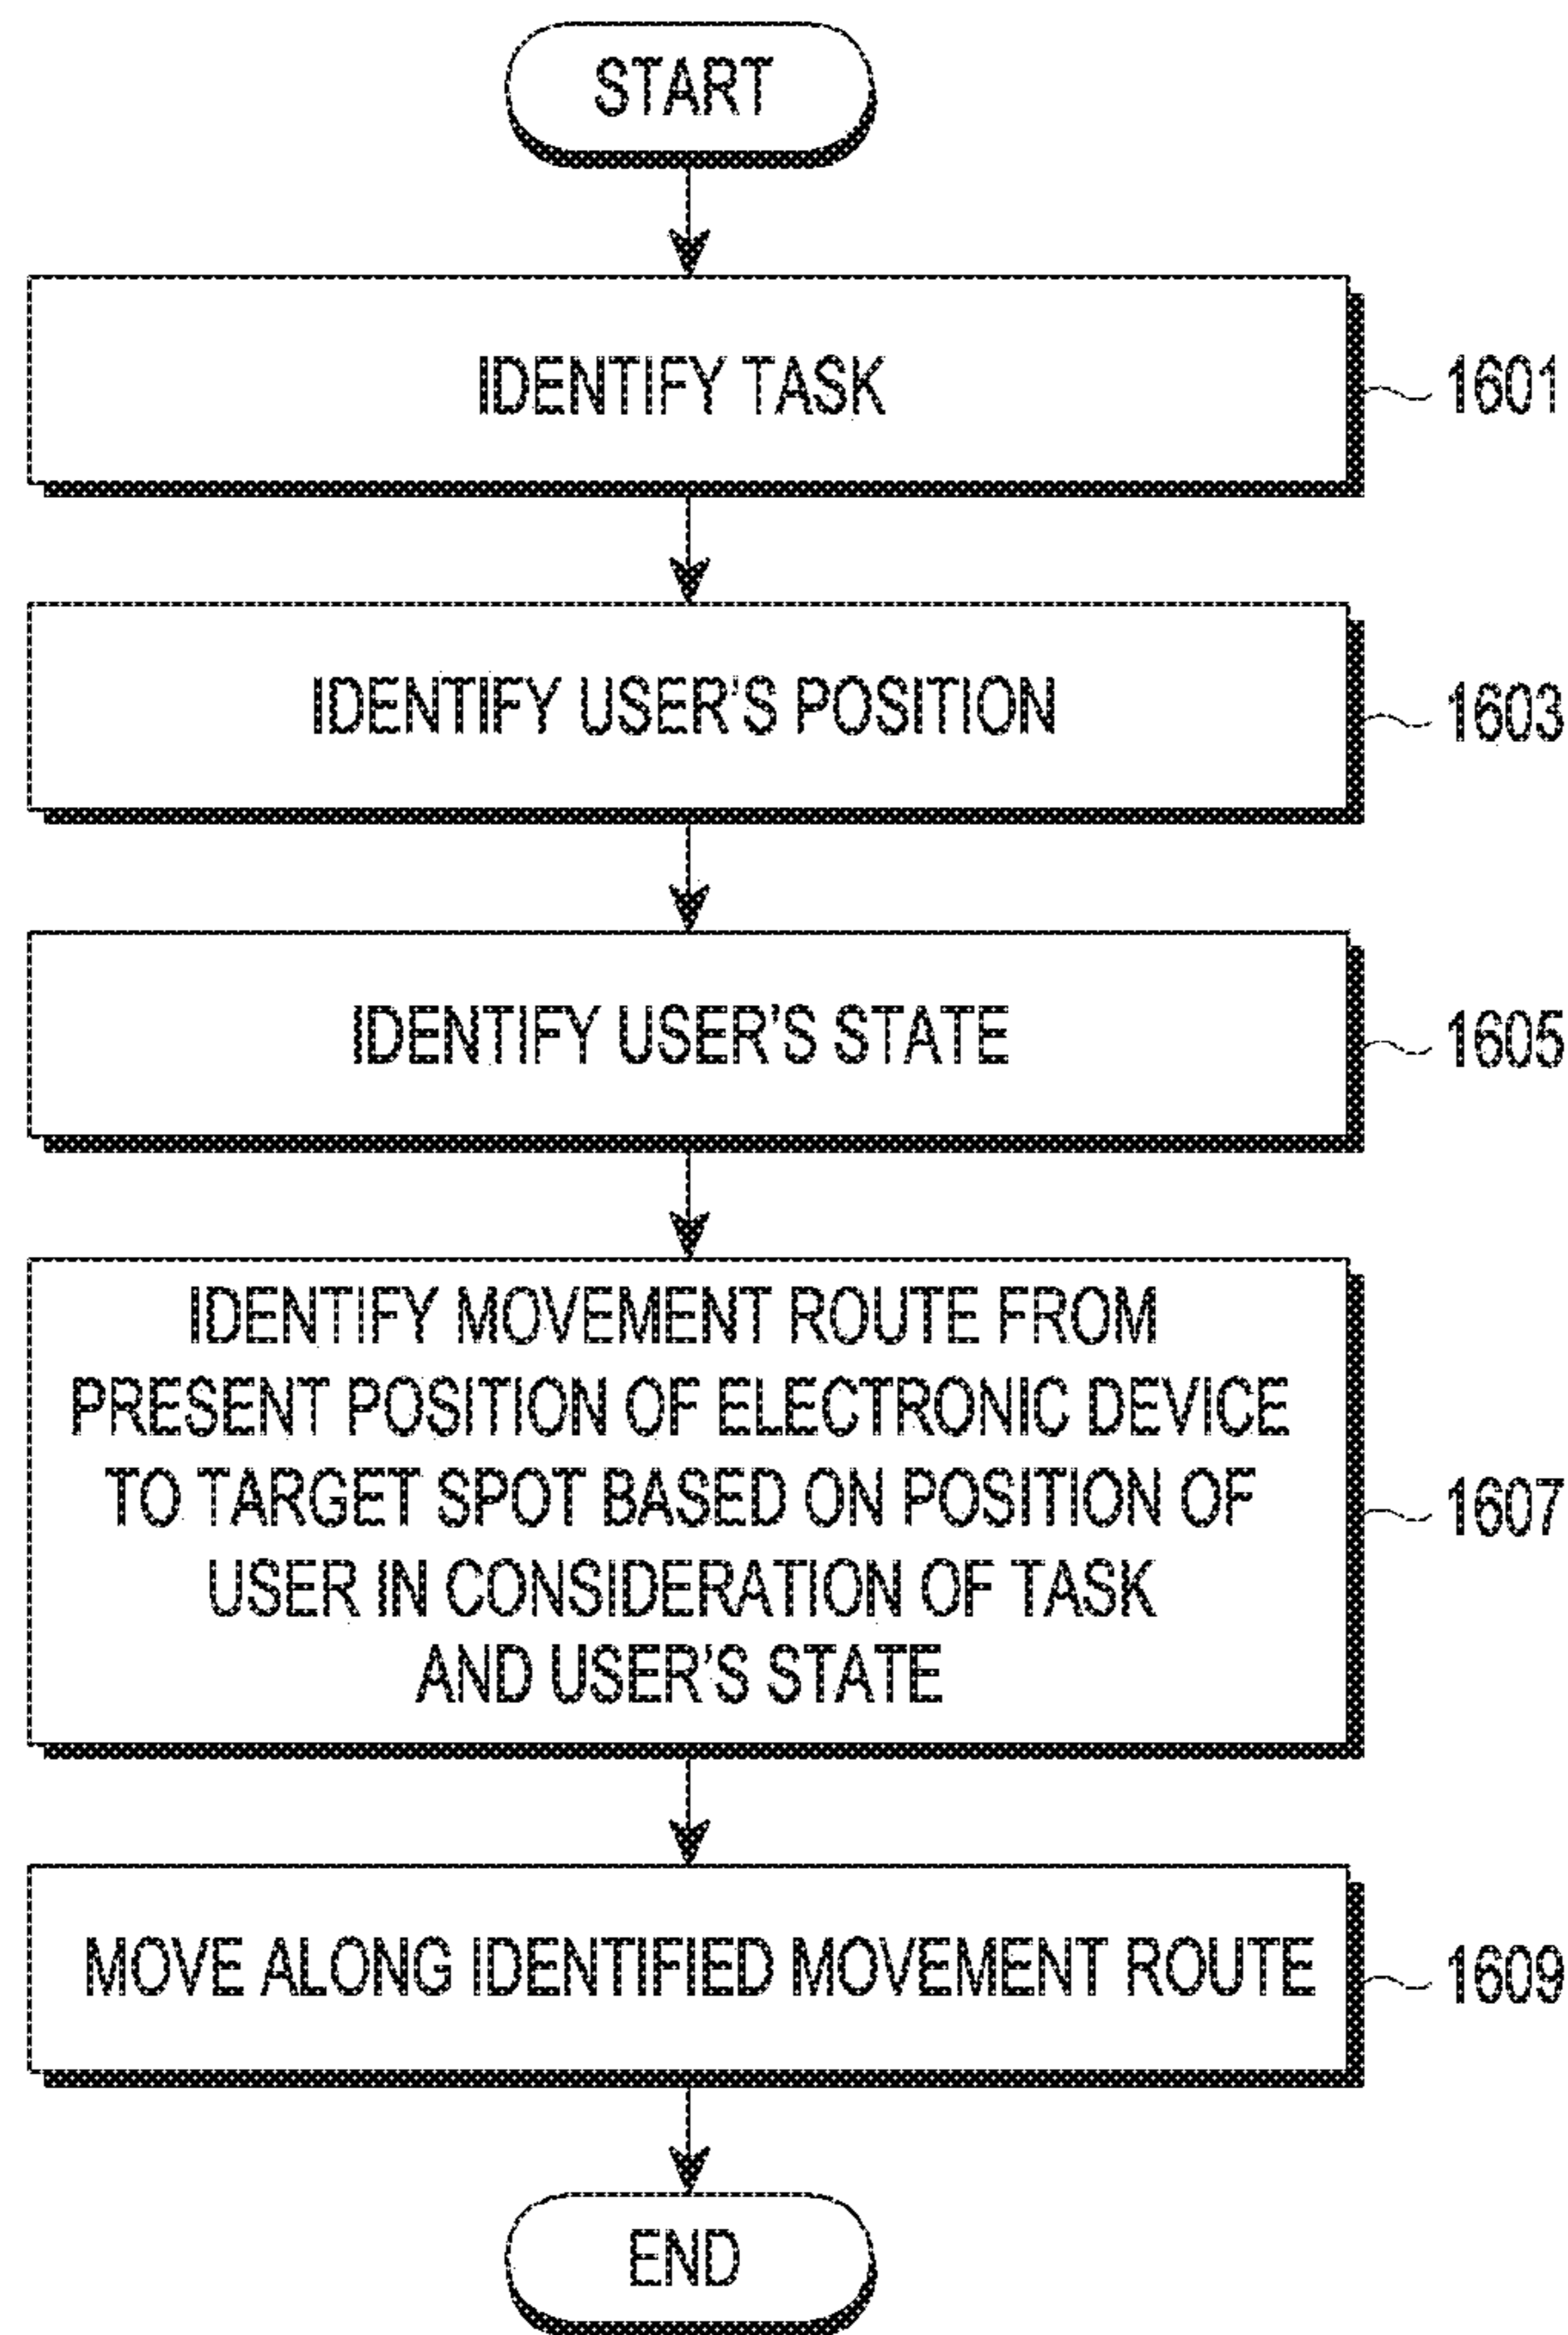 START
IDENTIFY TASK
1601
IDENTIFY USER'S POSITION
1603
IDENTIFY USER'S STATE
1605
IDENTIFY MOVEMENT ROUTE FROM
PRESENT POSITION OF ELECTRONIC DEVICE
TO TARGET SPOT BASED ON POSITION OF
USER IN CONSIDERATION OF TASK
AND USER'S STATE
1607
MOVE ALONG IDENTIFIED MOVEMENT ROUTE
1609
END